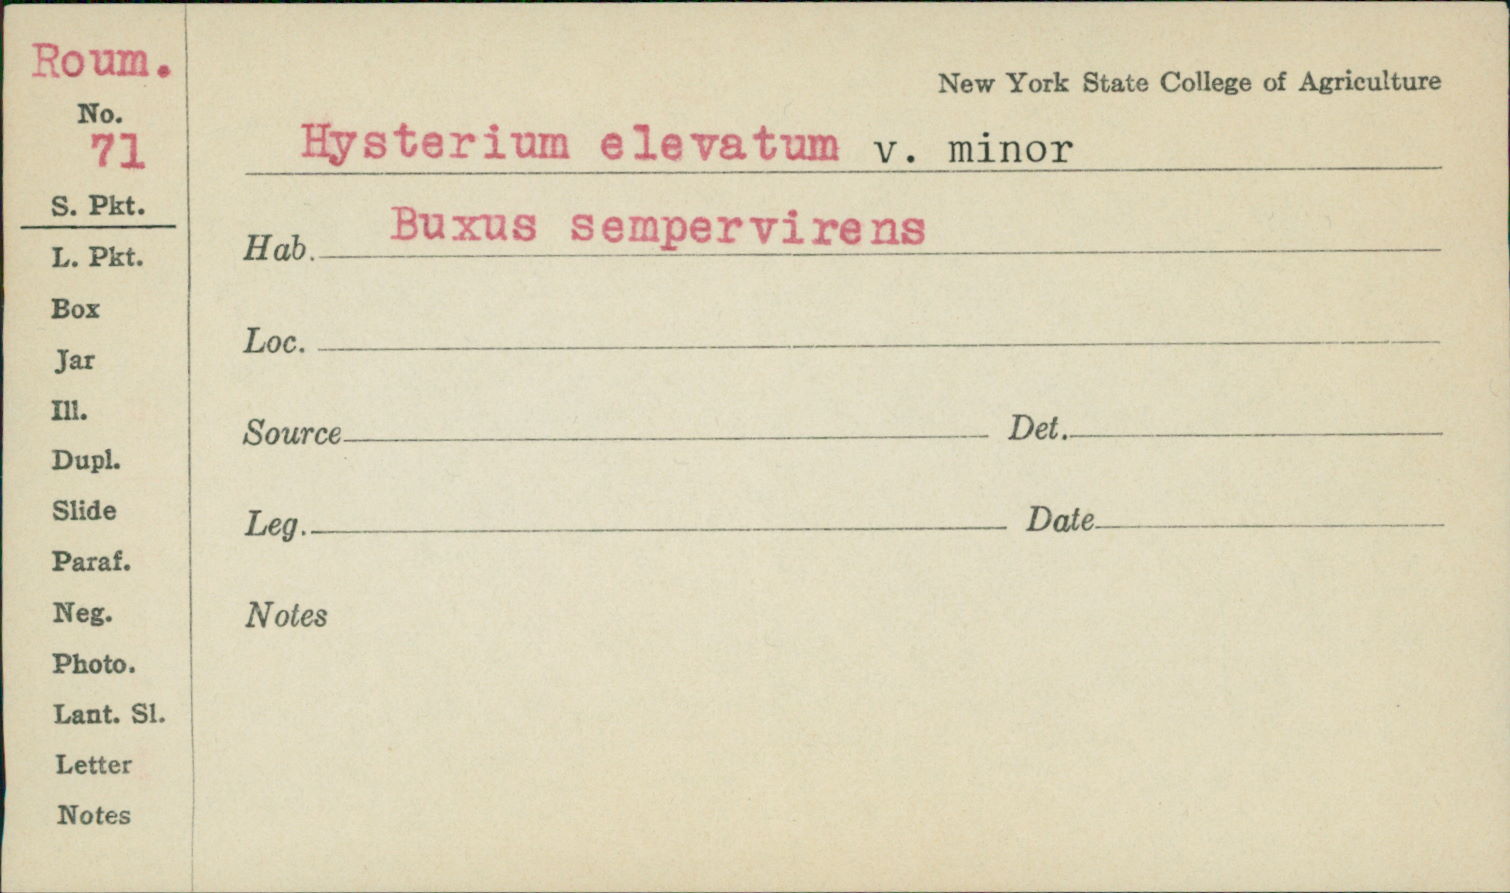 Roum.
No.
71
S. Pkt.
L. Pkt.
Box
Jar
Ill.
Dupl.
Slide
Paraf.
Neg.
Photo.
Lant. Sl.
Letter
Notes
New York State College of Agriculture
Hysterium elevatum v. minor
Hab. Buxus sempervirens
Loc.
Source Det.
Leg. Date
Notes